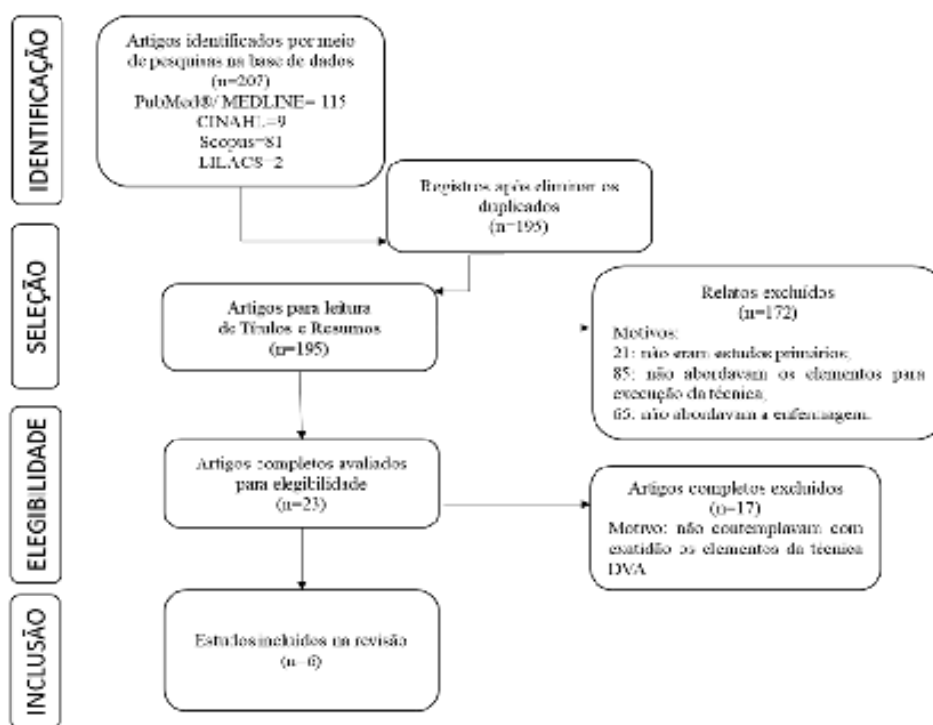 IDENTIFICAÇÃO
Artigos identificados por meio
de pesquisas na base de dados
(n=207)
PubMed®/ MEDLINE= 115
CINAHL=9
Scopus=81
LILACS=2
Registros após eliminar os
duplicados
(n=195)
SELEÇÃO
Artigos para leitura
de Títulos e Resumos
(n=195)
Relatos excluídos
(n=172)
Motivos:
21: não eram estudos primários;
85: não abordavam os elementos para
execução da técnica;
não abordavam a enfermagem.
ELEGIBILIDADE
Artigos completos avaliados
para elegibilidade
(n=23)
Artigos completos excluídos
(n=17)
Motivo: não contemplavam com
exatidão os elementos da técnica
DVA
INCLUSÃO
Estudos incluídos na revisão
(n=6)